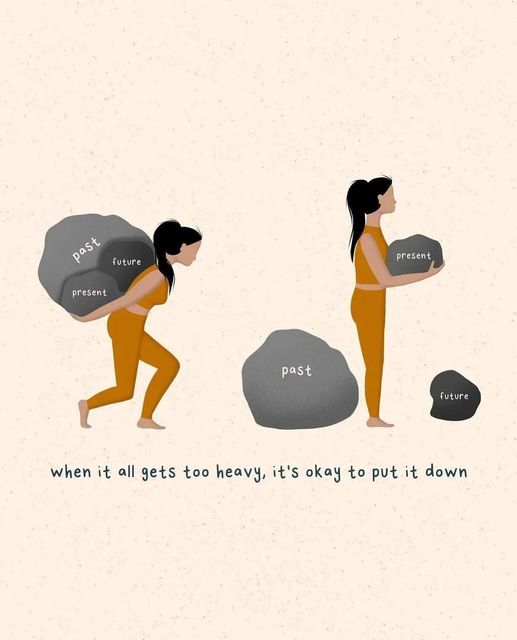 past
future
present
present
past
future
when it all gets too heavy, it's okay to put it down